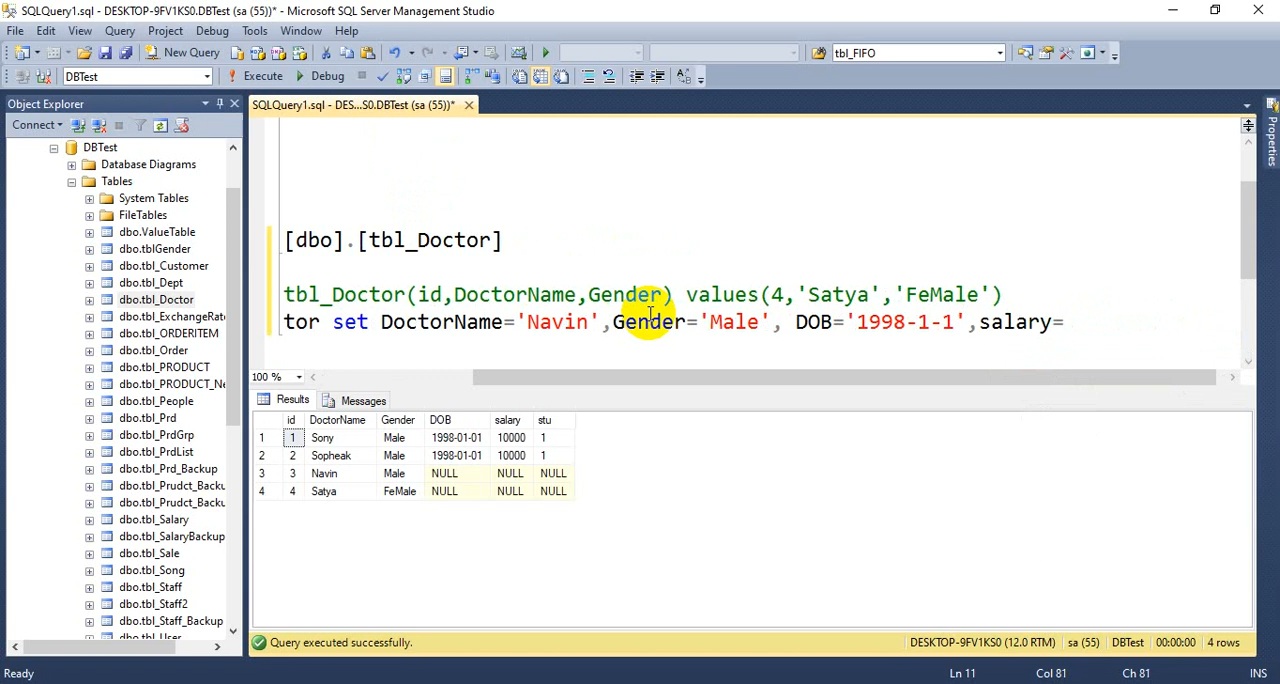 SQLQuery1.sql - DESKTOP-9FV1KS0.DBTest (sa (55))* - Microsoft SQL Server Management Studio
File Edit View Query Project Debug Tools Window Help
New Query tbl_FIFO
DBTest Execute Debug
Object Explorer
SQLQuery1.sql - DES...S0.DBTest (sa (55))*
Connect
Properties
DBTest
Database Diagrams
Tables
System Tables
FileTables
dbo.ValueTable
dbo.tblGender
dbo.tbl_Customer
dbo.tbl_Dept
dbo.tbl_Doctor
dbo.tbl_ExchangeRate
dbo.tbl_ORDERITEM
dbo.tbl_Order
dbo.tbl_PRODUCT
dbo.tbl_PRODUCT_Ne
dbo.tbl_People
dbo.tbl_Prd
dbo.tbl_PrdGrp
dbo.tbl_PrdList
dbo.tbl_Prd_Backup
dbo.tbl_Prudct_Backu
dbo.tbl_Prudct_Backu
dbo.tbl_Salary
dbo.tbl_SalaryBackup
dbo.tbl_Sale
dbo.tbl_Song
dbo.tbl_Staff
dbo.tbl_Staff2
dbo.tbl_Staff_Backup
dbo.tbl_User
[dbo].[tbl_Doctor]
tbl_Doctor(id,DoctorName,Gender) values(4,'Satya','FeMale')
tor set DoctorName='Navin',Gender='Male', DOB='1998-1-1',salary=
100 %
Results Messages
id DoctorName Gender DOB salary stu
1 1 Sony Male 1998-01-01 10000 1
2 2 Sopheak Male 1998-01-01 10000 1
3 3 Navin Male NULL NULL NULL
4 4 Satya FeMale NULL NULL NULL
Query executed successfully. DESKTOP-9FV1KS0 (12.0 RTM) sa (55) DBTest 00:00:00 4 rows
Ready Ln 11 Col 81 Ch 81 INS